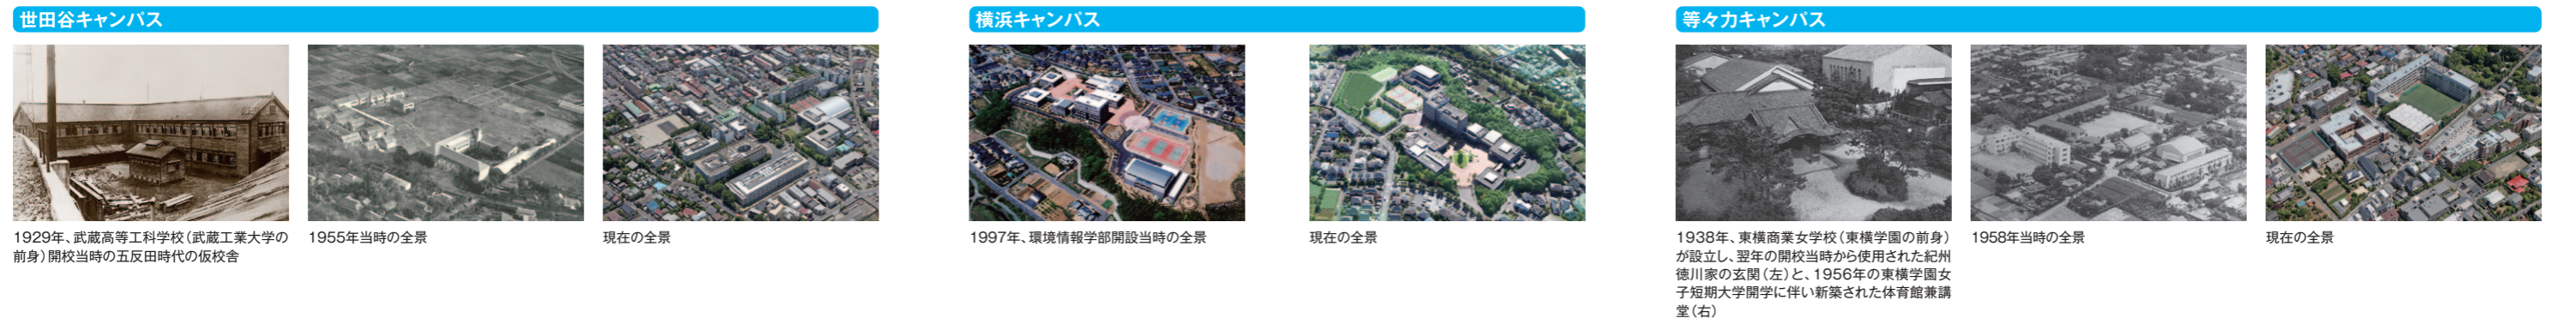 世田谷キャンパス
1929年、武蔵高等工科学校（武蔵工業大学の
前身）開校当時の五反田時代の仮校舎
1955年当時の全景
現在の全景
横浜キャンパス
1997年、環境情報学部開設当時の全景
現在の全景
等々力キャンパス
1938年、東横商業女学校（東横学園の前身）
が設立し、翌年の開校当時から使用された紀州
徳川家の玄関（左）と、1956年の東横学園女
子短期大学開学に伴い新築された体育館兼講
堂（右）
1958年当時の全景
現在の全景